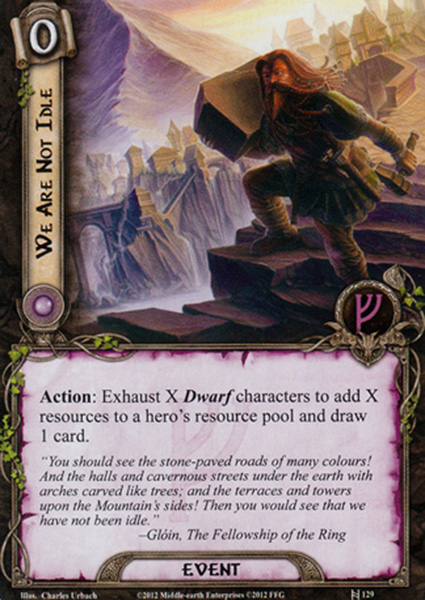 0
We Are Not Idle
Action: Exhaust X Dwarf characters to add X
resources to a hero's resource pool and draw
1 card.
"You should see the stone-paved roads of many colours!
And the halls and cavernous streets under the earth with
arches carved like trees; and the terraces and towers
upon the Mountain's sides! Then you would see that we
have not been idle."
–Glóin, The Fellowship of the Ring
EVENT
Illus. Charles Urbach
©2012 Middle-earth Enterprises ©2012 FFG
129